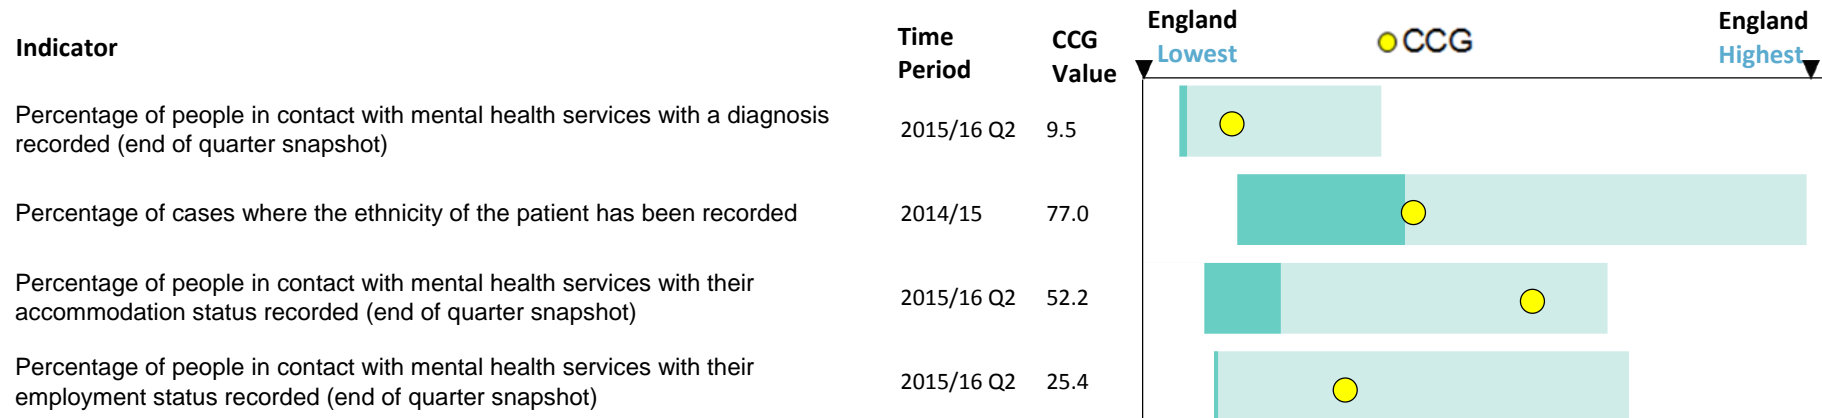 Indicator
Time Period
CCG Value
England Lowest
CCG
England Highest
Percentage of people in contact with mental health services with a diagnosis
recorded (end of quarter snapshot)
2015/16 Q2
9.5
Percentage of cases where the ethnicity of the patient has been recorded
2014/15
77.0
Percentage of people in contact with mental health services with their
accommodation status recorded (end of quarter snapshot)
2015/16 Q2
52.2
Percentage of people in contact with mental health services with their
employment status recorded (end of quarter snapshot)
2015/16 Q2
25.4